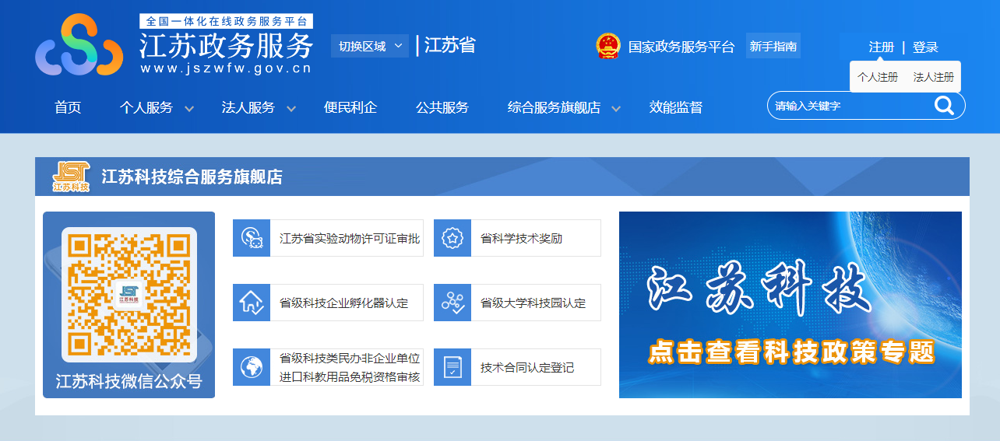 全国一体化在线政务服务平台
江苏政务服务
www.jszwfw.gov.cn
切换区域
江苏省
国家政务服务平台
新手指南
注册 | 登录
个人注册 法人注册
首页 个人服务 法人服务 便民利企 公共服务 综合服务旗舰店 效能监督
请输入关键字
JST
江苏科技
江苏科技综合服务旗舰店
JST
江苏科技
江苏科技微信公众号
江苏省实验动物许可证审批
省科学技术奖励
省级科技企业孵化器认定
省级大学科技园认定
省级科技类民办非企业单位
进口科教用品免税资格审核
技术合同认定登记
江苏科技
点击查看科技政策专题